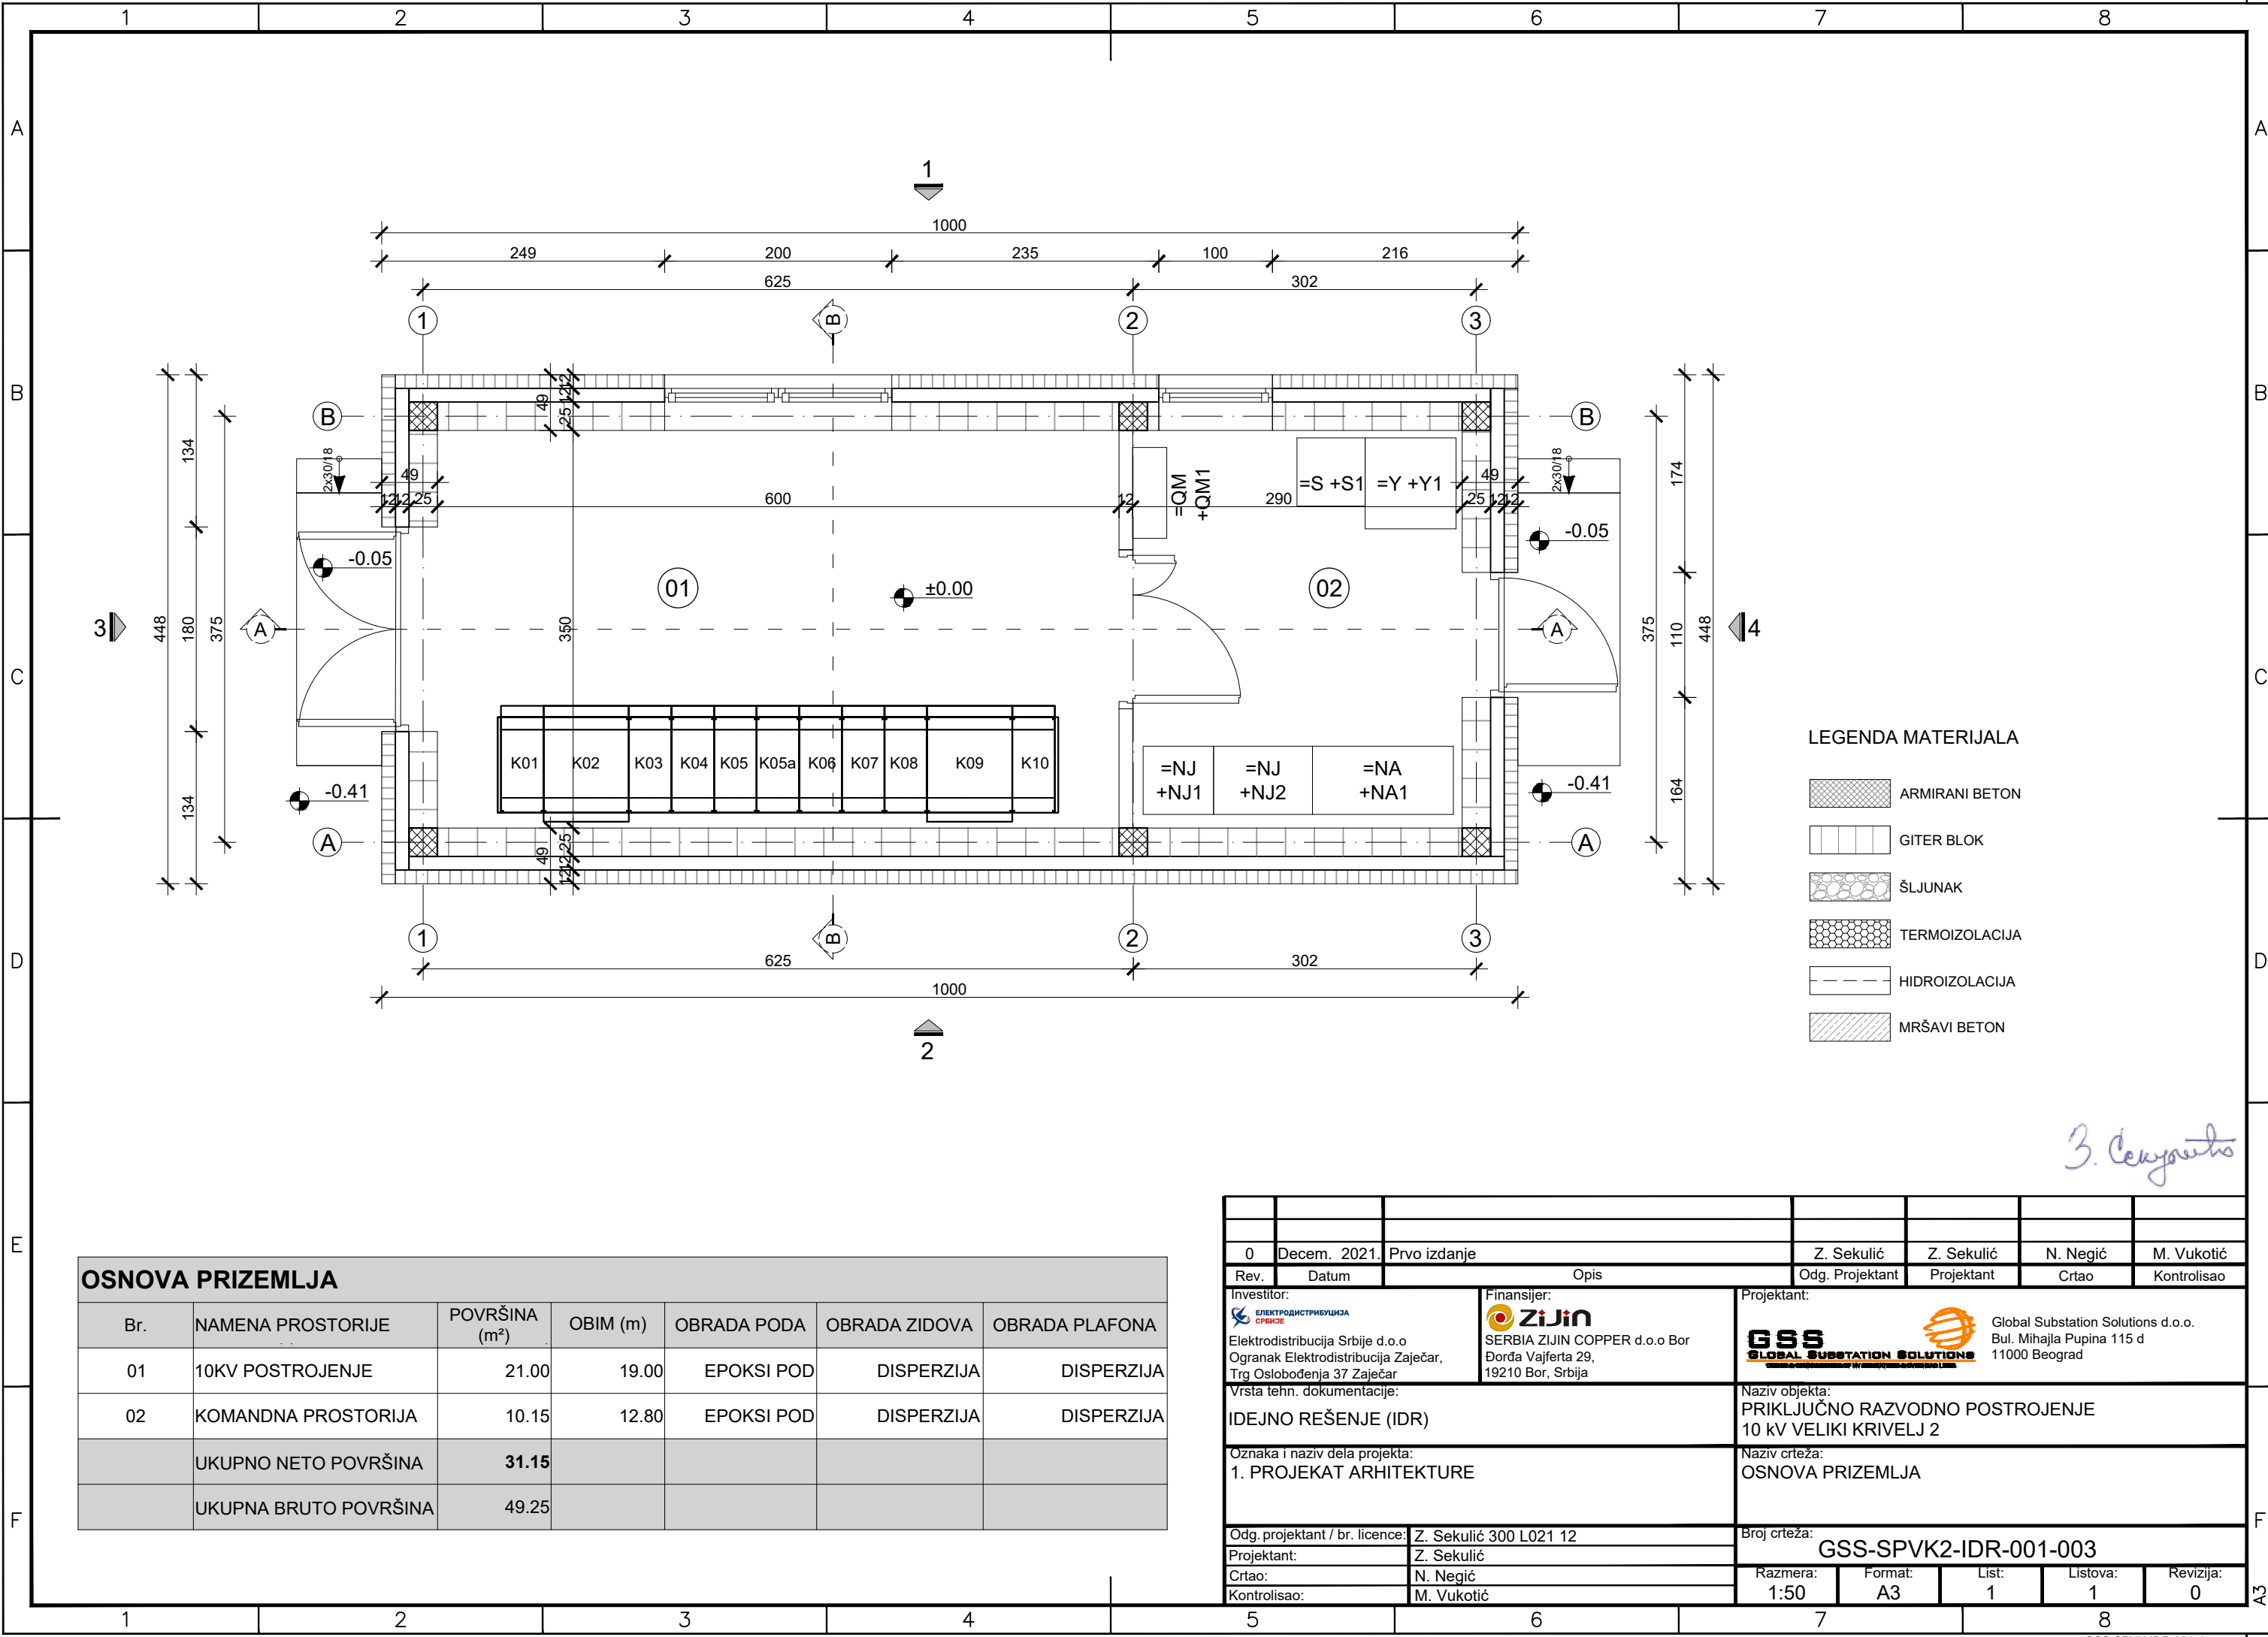 1 2 3 4 5 6 7 8
A A
B B
C C
D D
E
F F
1
1000
249 200 235 100 216
625 302
1 B 2 3
B B
12 12 25 49
134 180 134
448
375
2x30/18
49
12 12 25
600
12
=QM
+QM1
290
=S +S1 =Y +Y1
49
25 12 12
2x30/18
174 110 164
375
448
-0.05
-0.05
01
±0.00
02
3
A
350
A
4
K01 K02 K03 K04 K05 K05a K06 K07 K08 K09 K10
=NJ
+NJ1
=NJ
+NJ2
=NA
+NA1
-0.41
-0.41
A A
49 25 12 12
1 B 2 3
625 302
1000
2
LEGENDA MATERIJALA
ARMIRANI BETON
GITER BLOK
ŠLJUNAK
TERMOIZOLACIJA
HIDROIZOLACIJA
MRŠAVI BETON
OSNOVA PRIZEMLJA
Br. NAMENA PROSTORIJE POVRŠINA (m²) OBIM (m) OBRADA PODA OBRADA ZIDOVA OBRADA PLAFONA
01 10KV POSTROJENJE 21.00 19.00 EPOKSI POD DISPERZIJA DISPERZIJA
02 KOMANDNA PROSTORIJA 10.15 12.80 EPOKSI POD DISPERZIJA DISPERZIJA
UKUPNO NETO POVRŠINA 31.15
UKUPNA BRUTO POVRŠINA 49.25
0 Decem. 2021. Prvo izdanje Z. Sekulić Z. Sekulić N. Negić M. Vukotić
Rev. Datum Opis Odg. Projektant Projektant Crtao Kontrolisao
Investitor:
ЕЛЕКТРОДИСТРИБУЦИЈА
СРБИЈЕ
Elektrodistribucija Srbije d.o.o
Ogranak Elektrodistribucija Zaječar,
Trg Oslobođenja 37 Zaječar
Finansijer:
ZiJin
SERBIA ZIJIN COPPER d.o.o Bor
Đorđa Vajferta 29,
19210 Bor, Srbija
Projektant:
GSS
GLOBAL SUBSTATION SOLUTIONS
Global Substation Solutions d.o.o.
Bul. Mihajla Pupina 115 d
11000 Beograd
Vrsta tehn. dokumentacije:
IDEJNO REŠENJE (IDR)
Naziv objekta:
PRIKLJUČNO RAZVODNO POSTROJENJE
10 kV VELIKI KRIVELJ 2
Oznaka i naziv dela projekta:
1. PROJEKAT ARHITEKTURE
Naziv crteža:
OSNOVA PRIZEMLJA
Odg. projektant / br. licence: Z. Sekulić 300 L021 12
Projektant: Z. Sekulić
Crtao: N. Negić
Kontrolisao: M. Vukotić
Broj crteža:
GSS-SPVK2-IDR-001-003
Razmera: Format: List: Listova: Revizija:
1:50 A3 1 1 0
A3
1 2 3 4 5 6 7 8